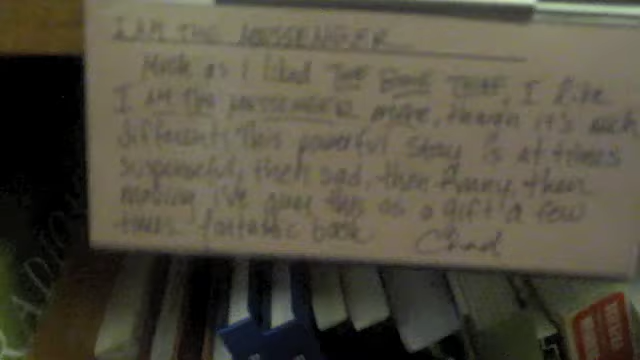 I AM THE MESSENGER
Much as I liked THE BOOK THIEF, I like
I AM THE MESSENGER more, though it's much
different. This powerful story is at times
suspenseful, then sad, then funny, then
moving. I've given this as a gift a few
times. fantastic book Chad